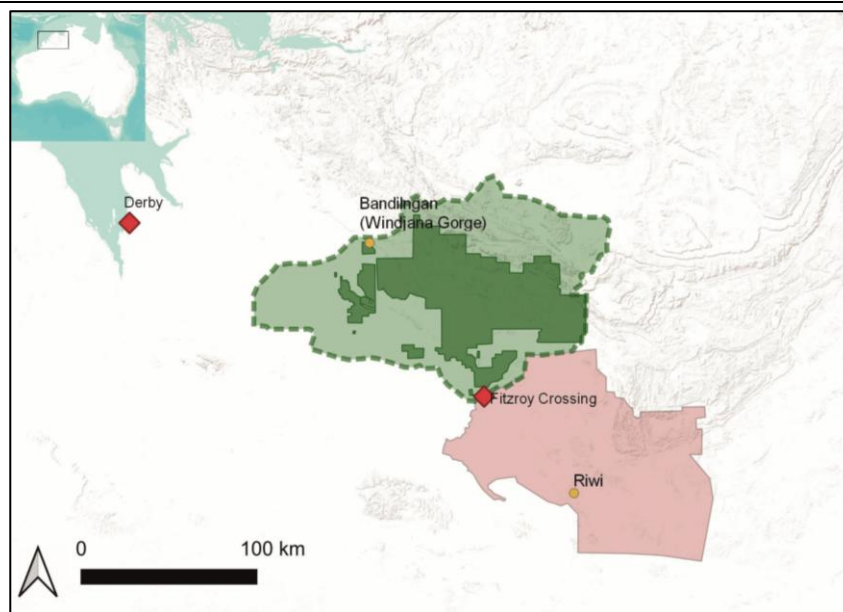 Derby
Bandilngan
(Windjana Gorge)
Fitzroy Crossing
Riwi
0 100 km